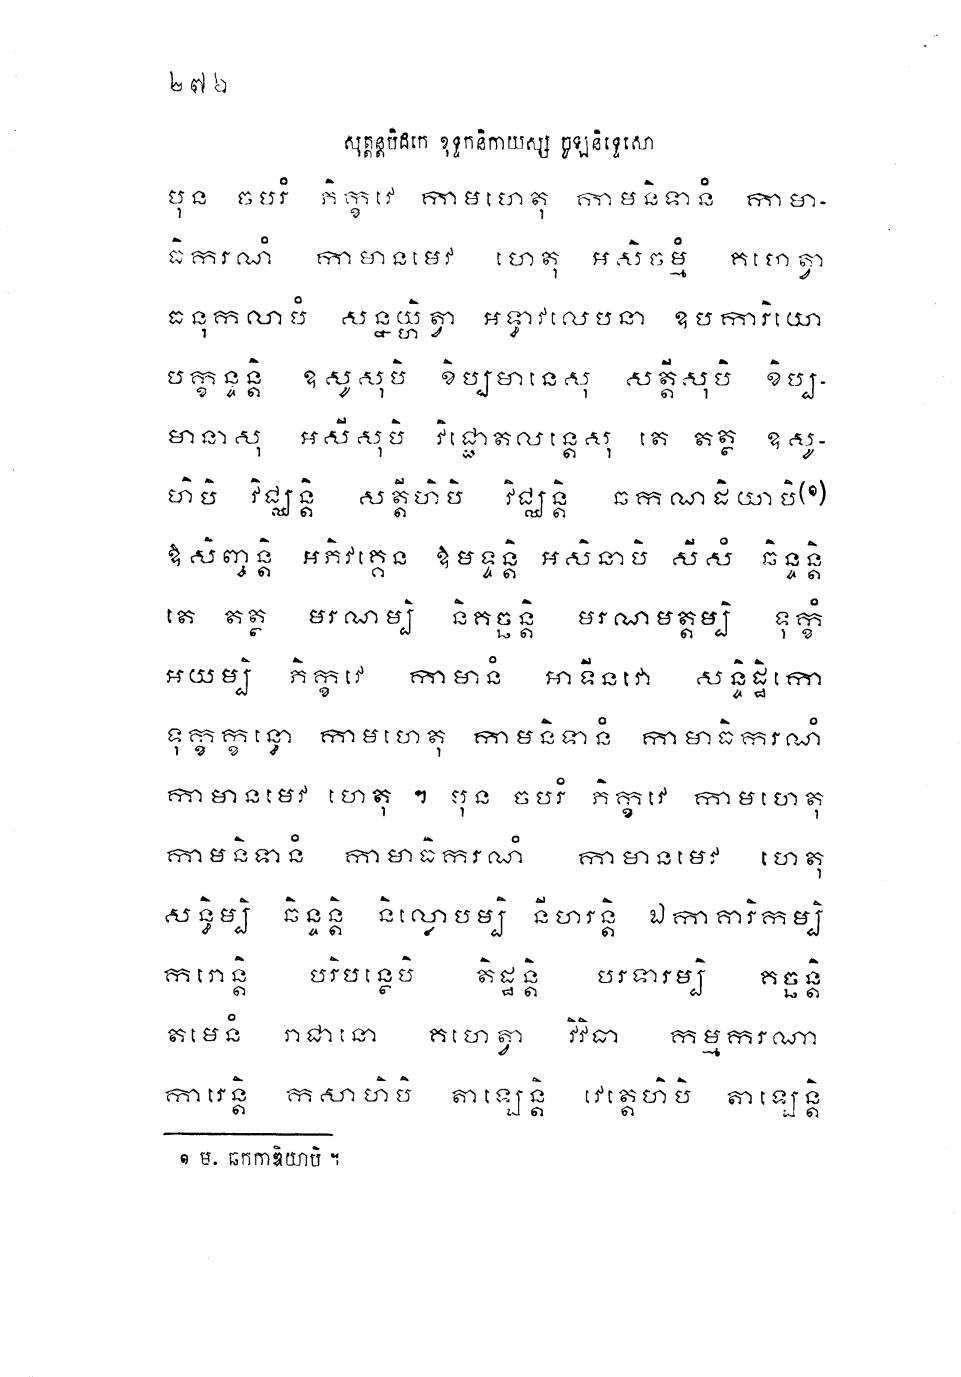 ២៧៦
សុត្តន្តបិដកេ ខុទ្ទកនិកាយស្ស ចូឡនិទ្ទេសោ
បុន ចបរំ ភិក្ខវេ កាមហេតុ កាមនិទានំ កាមា-
ធិករណំ កាមានមេវ ហេតុ អសិចម្មំ គហេត្វា
ធនុកលាបំ សន្នយ្ហិត្វា អទ្ទាវលេបនា ឧបការិយោ
បក្ខន្ទន្តិ ឧសូសុបិ ខិប្បមានេសុ សត្តីសុបិ ខិប្ប-
មានាសុ អសីសុបិ វិជ្ជោតលន្តេសុ តេ តត្ថ ឧសូ-
ហិបិ វិជ្ឈន្តិ សត្តីហិបិ វិជ្ឈន្តិ ឆកណដិយាបិ(១)
ឱសិញ្ចន្តិ អភិវគ្គេន ឱមទ្ទន្តិ អសិនាបិ សីសំ ឆិន្ទន្តិ
តេ តត្ថ មរណម្បិ និគច្ឆន្តិ មរណមត្តម្បិ ទុក្ខំ
អយម្បិ ភិក្ខវេ កាមានំ អាទីនវោ សន្ទិដ្ឋិកោ
ទុក្ខក្ខន្ធោ កាមហេតុ កាមនិទានំ កាមាធិករណំ
កាមានមេវ ហេតុ ។ បុន ចបរំ ភិក្ខវេ កាមហេតុ
កាមនិទានំ កាមាធិករណំ កាមានមេវ ហេតុ
សន្ធិម្បិ ឆិន្ទន្តិ និល្លោបម្បិ នីហរន្តិ ឯកាគារិកម្បិ
ករោន្តិ បរិបន្ថេបិ តិដ្ឋន្តិ បរទារម្បិ គច្ឆន្តិ
តមេនំ រាជានោ គហេត្វា វិវិធា កម្មករណា
ការេន្តិ កសាហិបិ តាឡេន្តិ វេត្តេហិបិ តាឡេន្តិ
១ ម. ឆកកាឌិយាបិ ។